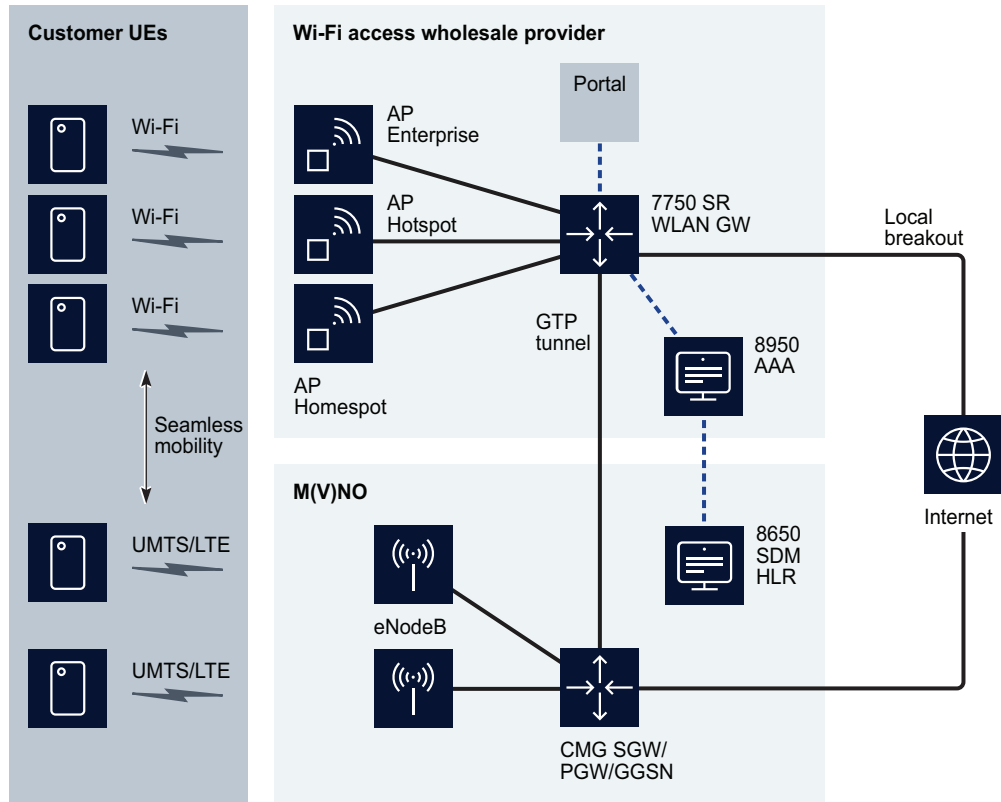 Customer UEs
Wi-Fi
Wi-Fi
Wi-Fi
Seamless
mobility
UMTS/LTE
UMTS/LTE
Wi-Fi access wholesale provider
Portal
AP
Enterprise
AP
Hotspot
AP
Homespot
7750 SR
WLAN GW
Local
breakout
GTP
tunnel
8950
AAA
Internet
M(V)NO
eNodeB
8650
SDM
HLR
CMG SGW/
PGW/GGSN